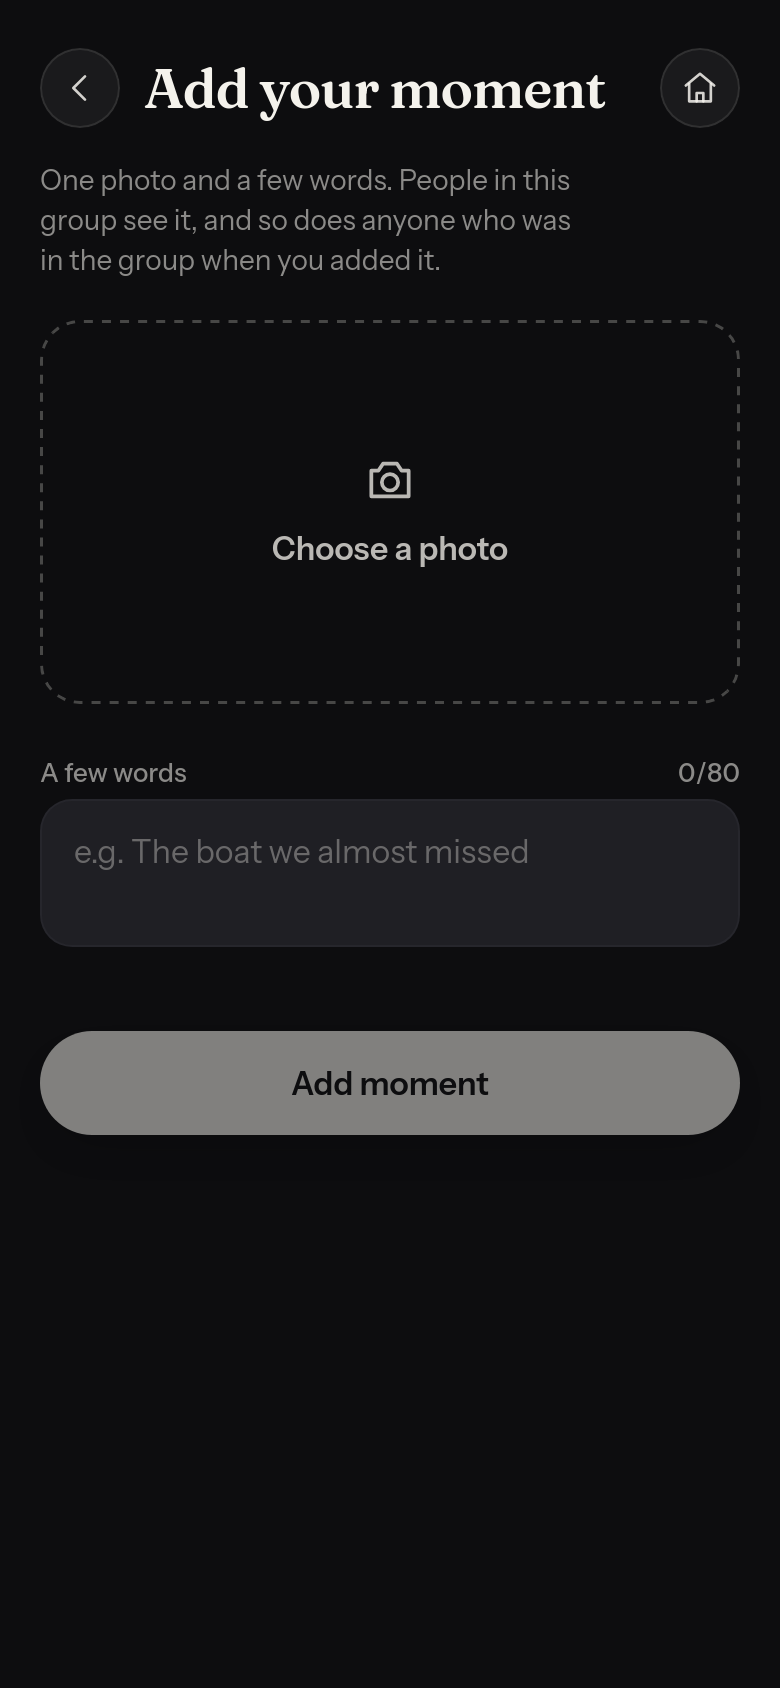 Add your moment
One photo and a few words. People in this
group see it, and so does anyone who was
in the group when you added it.
Choose a photo
A few words
0/80
e.g. The boat we almost missed
Add moment